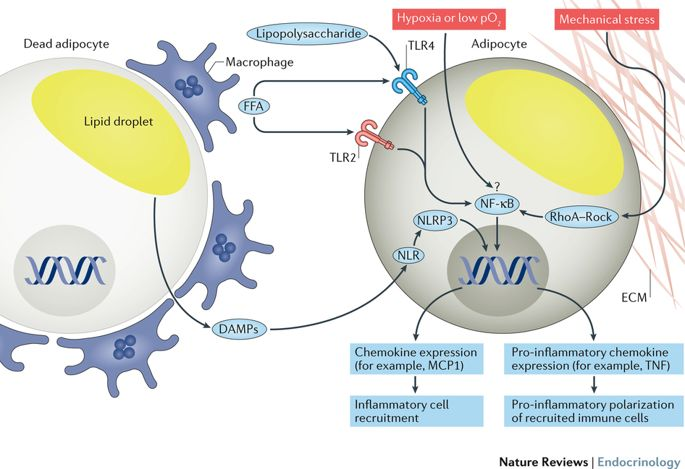 Hypoxia or low pO2
Mechanical stress
Lipopolysaccharide
TLR4
Dead adipocyte
Adipocyte
Macrophage
FFA
Lipid droplet
TLR2
?
NLRP3
NF-κB
RhoA–Rock
NLR
ECM
DAMPs
Chemokine expression
(for example, MCP1)
Pro-inflammatory chemokine
expression (for example, TNF)
Inflammatory cell
recruitment
Pro-inflammatory polarization
of recruited immune cells
Nature Reviews | Endocrinology